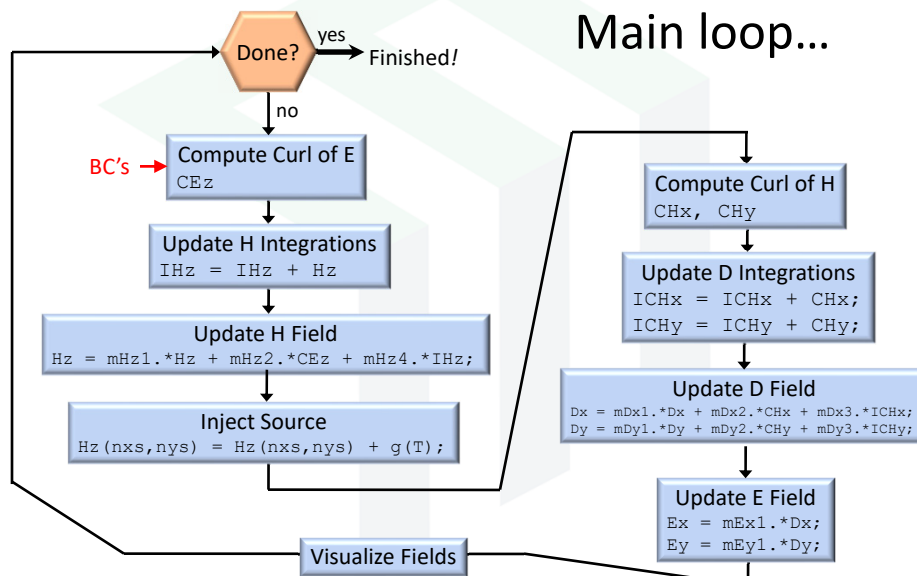 Main loop…
Done?
yes
Finished!
no
BC's
Compute Curl of E
CEz
Update H Integrations
IHz = IHz + Hz
Update H Field
Hz = mHz1.*Hz + mHz2.*CEz + mHz4.*IHz;
Inject Source
Hz(nxs,nys) = Hz(nxs,nys) + g(T);
Compute Curl of H
CHx, CHy
Update D Integrations
ICHx = ICHx + CHx;
ICHy = ICHy + CHy;
Update D Field
Dx = mDx1.*Dx + mDx2.*CHx + mDx3.*ICHx;
Dy = mDy1.*Dy + mDy2.*CHy + mDy3.*ICHy;
Update E Field
Ex = mEx1.*Dx;
Ey = mEy1.*Dy;
Visualize Fields